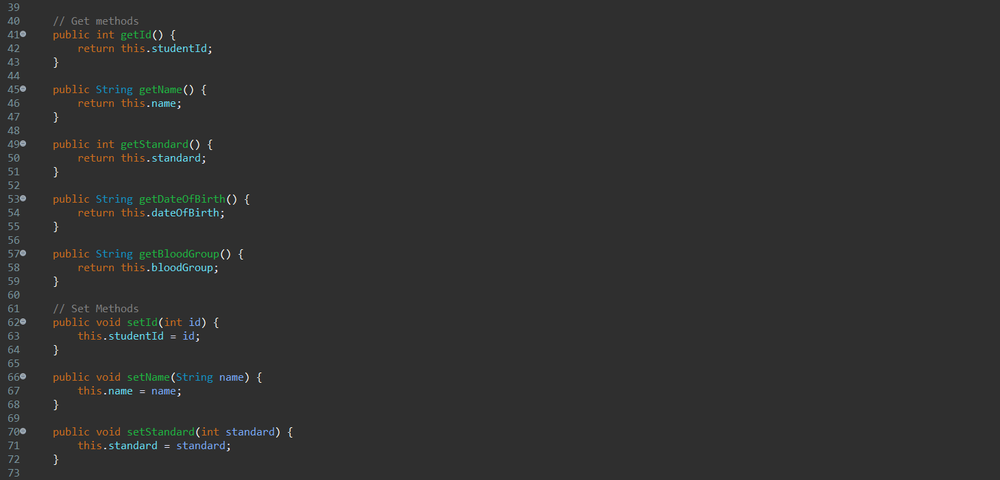 39
40 // Get methods
41 public int getId() {
42 return this.studentId;
43 }
44
45 public String getName() {
46 return this.name;
47 }
48
49 public int getStandard() {
50 return this.standard;
51 }
52
53 public String getDateOfBirth() {
54 return this.dateOfBirth;
55 }
56
57 public String getBloodGroup() {
58 return this.bloodGroup;
59 }
60
61 // Set Methods
62 public void setId(int id) {
63 this.studentId = id;
64 }
65
66 public void setName(String name) {
67 this.name = name;
68 }
69
70 public void setStandard(int standard) {
71 this.standard = standard;
72 }
73